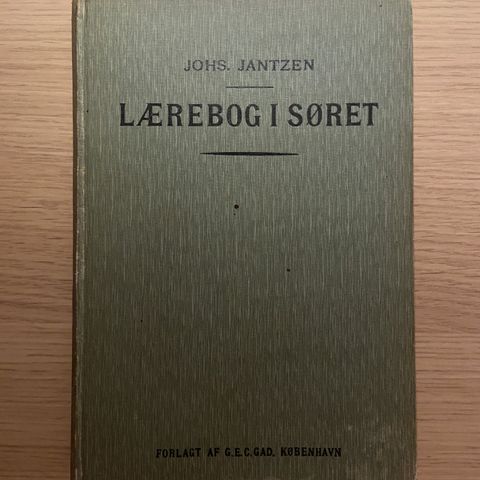 JOHS. JANTZEN
LÆREBOG I SØRET
FORLAGT AF G.E.C. GAD, KØBENHAVN